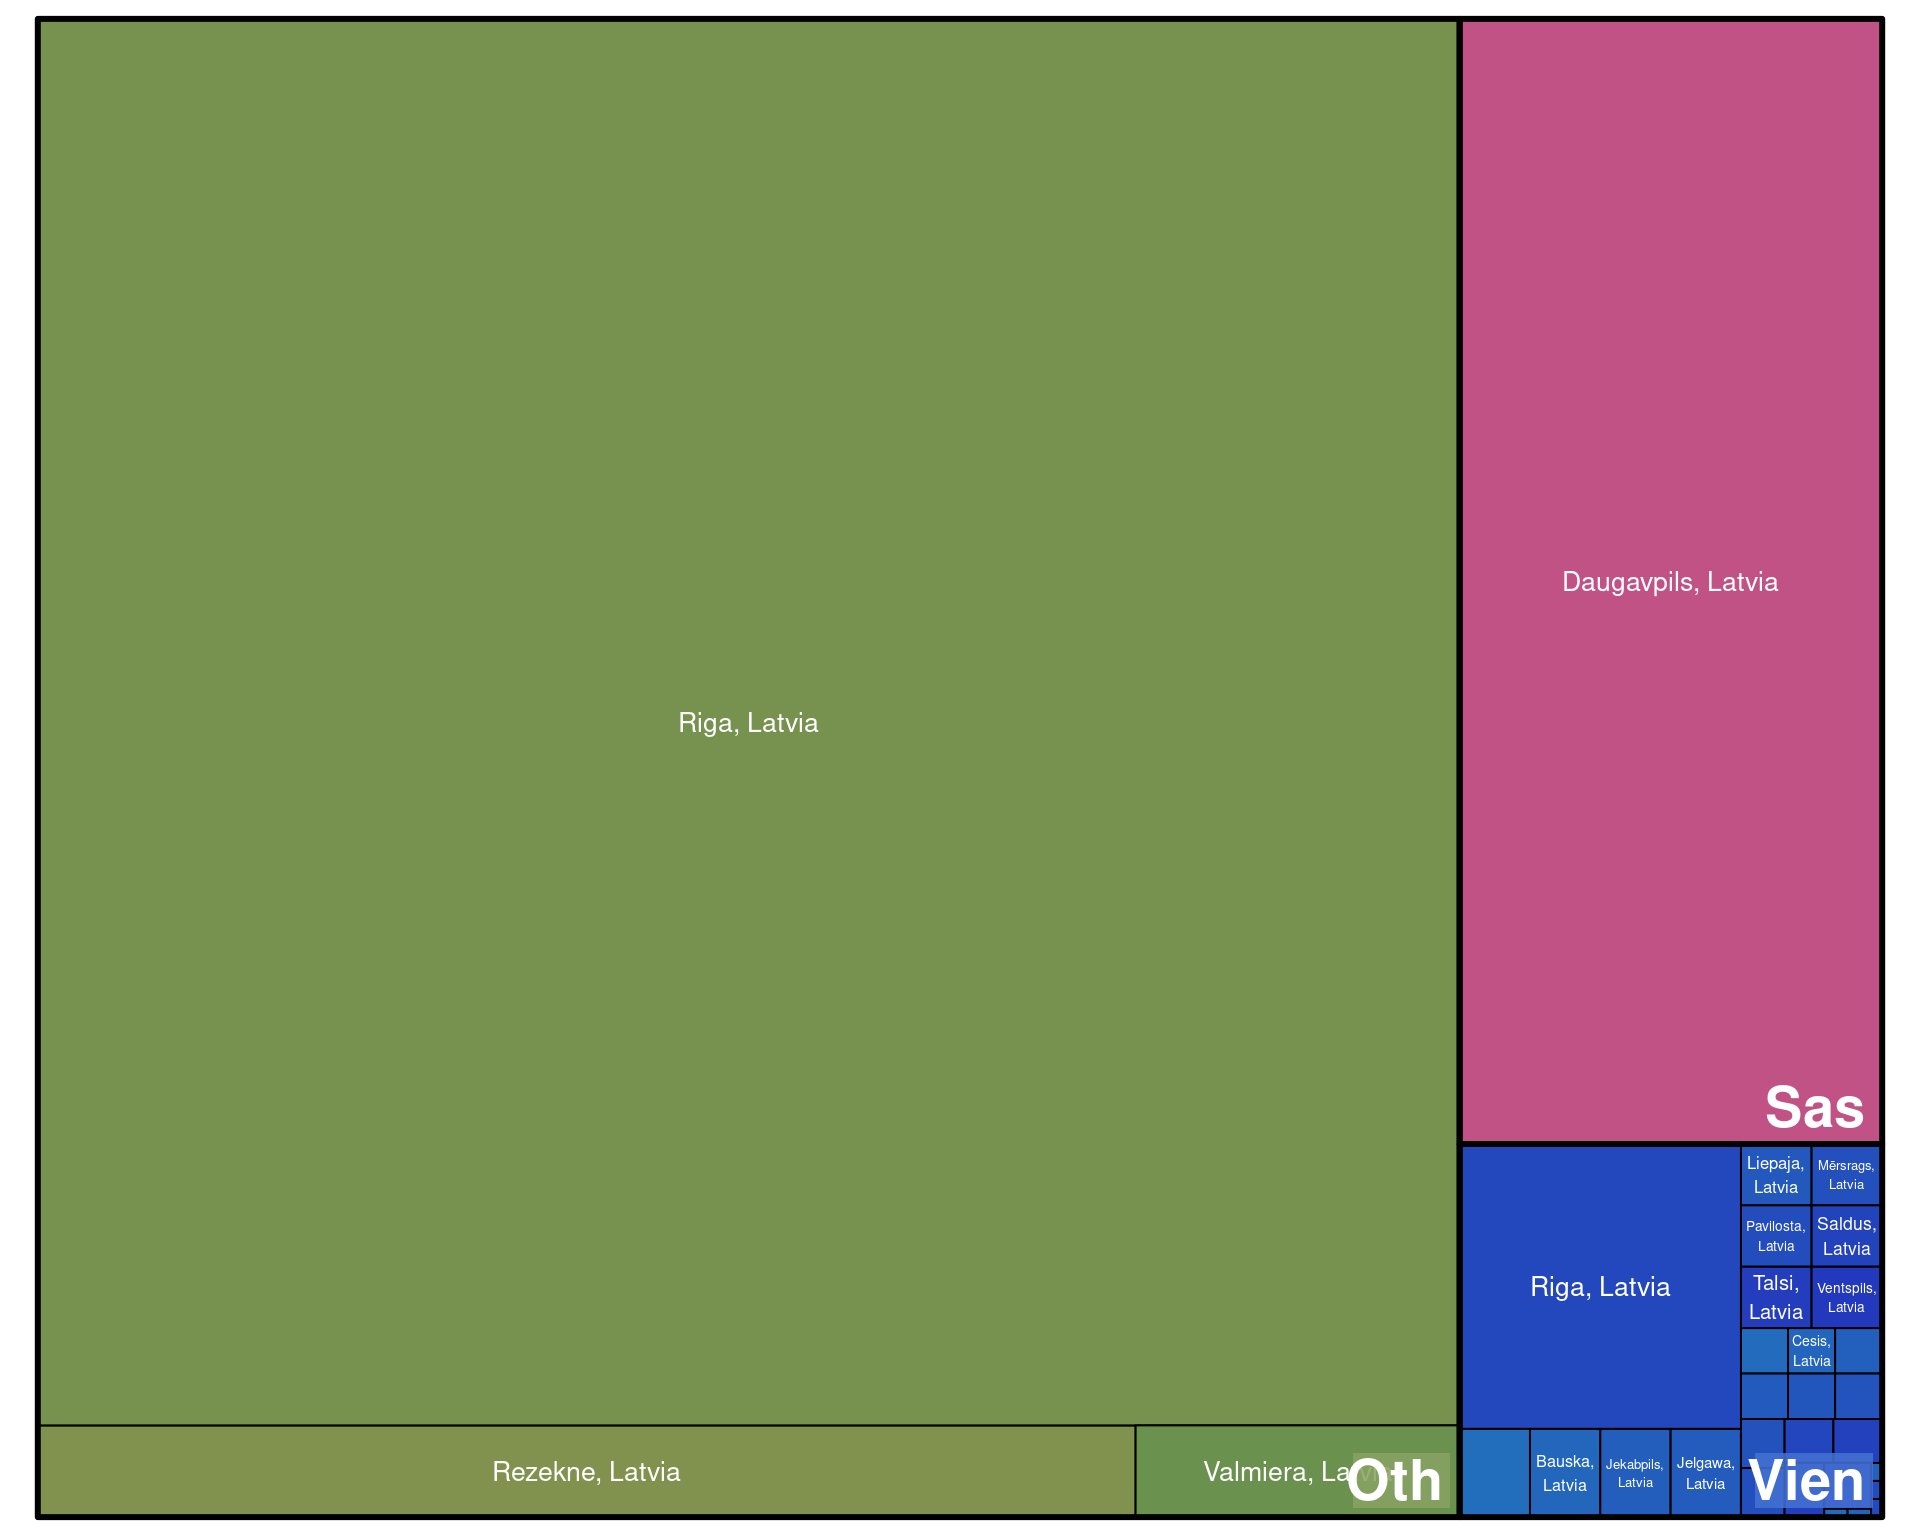 Riga, Latvia
Rezekne, Latvia
Valmiera, La
Oth
Daugavpils, Latvia
Sas
Riga, Latvia
Liepaja,
Latvia
Mērsrags,
Latvia
Pavilosta,
Latvia
Saldus,
Latvia
Talsi,
Latvia
Ventspils,
Latvia
Cesis,
Latvia
Bauska,
Latvia
Jekabpils,
Latvia
Jelgawa,
Latvia
Vien